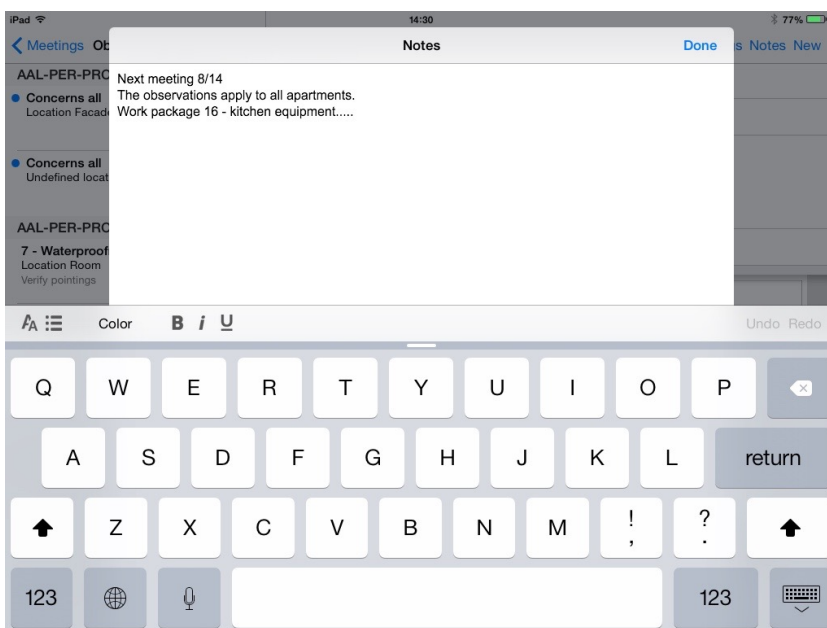 iPad 14:30 77%
Meetings Ob Notes Done s Notes New
AAL-PER-PRO
Concerns all
Location Facade
Next meeting 8/14
The observations apply to all apartments.
Work package 16 - kitchen equipment.....
Concerns all
Undefined locat
AAL-PER-PRO
7 - Waterproof
Location Room
Verify pointings
AA Color B i U Undo Redo
Q W E R T Y U I O P
A S D F G H J K L return
Z X C V B N M ! , ? .
123 123